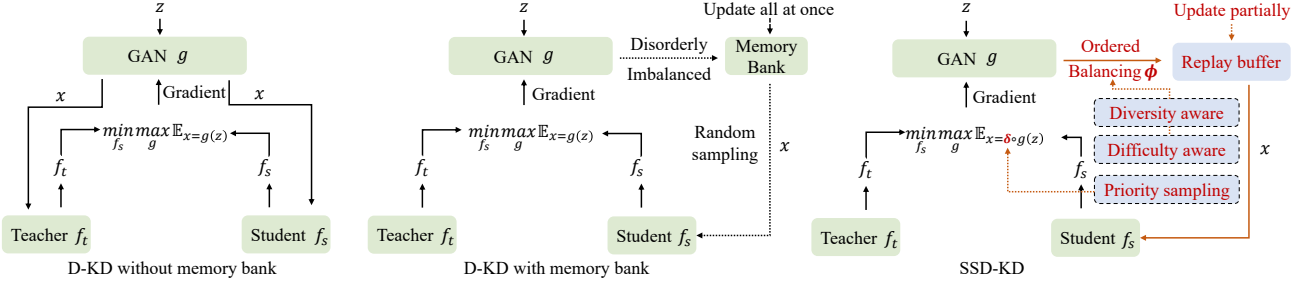 z
GAN g
x
x
Gradient
min max 𝔼x=g(z)
fs g
ft
fs
Teacher ft
Student fs
D-KD without memory bank
z
GAN g
Disorderly
Imbalanced
Update all at once
Memory
Bank
Gradient
min max 𝔼x=g(z)
fs g
Random
sampling
x
ft
fs
Teacher ft
Student fs
D-KD with memory bank
z
GAN g
Ordered
Balancing ϕ
Update partially
Replay buffer
Gradient
Diversity aware
min max 𝔼x=δ∘g(z)
fs g
Difficulty aware
x
ft
fs
Priority sampling
Teacher ft
Student fs
SSD-KD